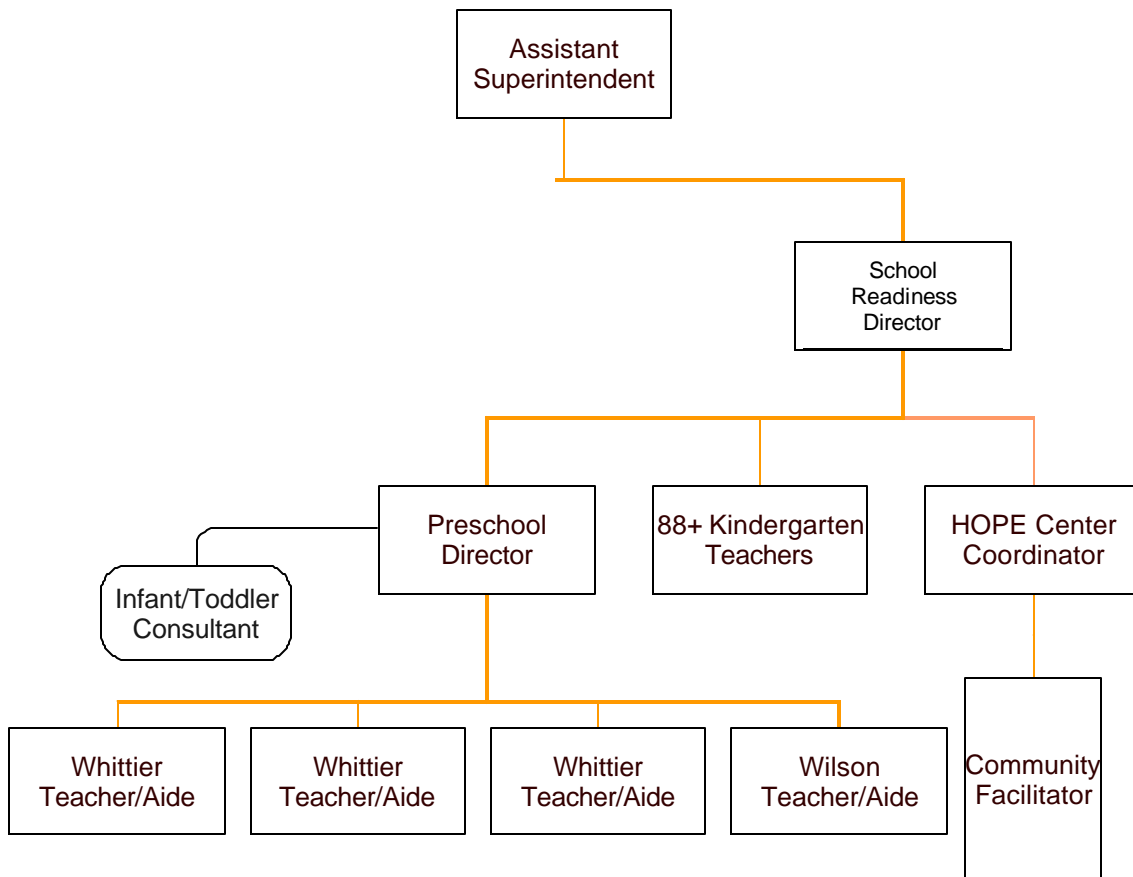 Assistant
Superintendent
School
Readiness
Director
Preschool
Director
88+ Kindergarten
Teachers
HOPE Center
Coordinator
Infant/Toddler
Consultant
Whittier
Teacher/Aide
Whittier
Teacher/Aide
Whittier
Teacher/Aide
Wilson
Teacher/Aide
Community
Facilitator